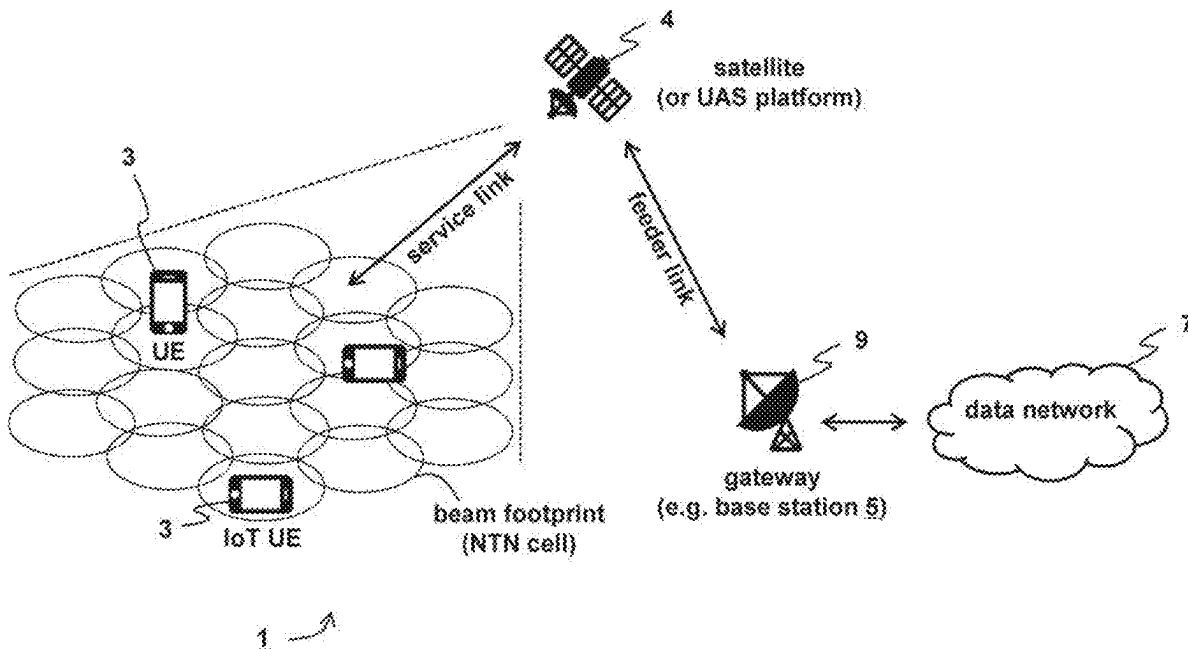 4
satellite
(or UAS platform)
3
service link
feeder link
UE
9
7
data network
gateway
(e.g. base station 5)
beam footprint
(NTN cell)
3
IoT UE
1